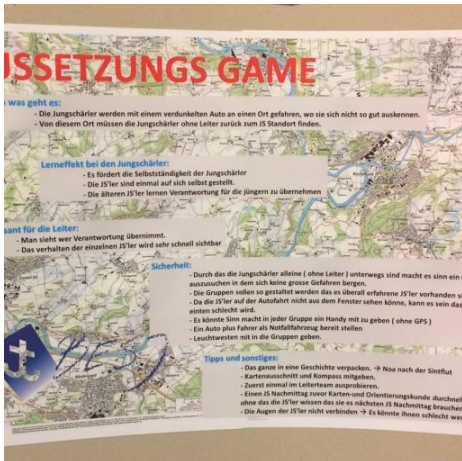 USSETZUNGS GAME
was geht es:
- Die Jungschärler werden mit einem verdunkelten Auto an einen Ort gefahren, wo sie sich nicht so gut auskennen.
- Von diesem Ort müssen die Jungschärler ohne Leiter zurück zum JS Standort finden.
Lerneffekt bei den Jungschärler:
- Es fördert die Selbstständigkeit der Jungschärler
- Die JS'ler sind einmal auf sich selbst gestellt.
- Die älteren JS'ler lernen Verantwortung für die jüngern zu übernehmen
sant für die Leiter:
- Man sieht wer Verantwortung übernimmt.
- Das verhalten der einzelnen JS'ler wird sehr schnell sichtbar
Sicherheit:
- Durch das die Jungschärler alleine ( ohne Leiter ) unterwegs sind macht es sinn ein
auszusuchen in dem sich keine grosse Gefahren bergen.
- Die Gruppen sollen so gestaltet werden das es überall erfahrene JS'ler vorhanden s
- Da die JS'ler auf der Autofahrt nicht aus dem Fenster sehen könne, kann es sein das
einten schlecht wird.
- Es könnte Sinn macht in jeder Gruppe ein Handy mit zu geben ( ohne GPS )
- Ein Auto plus Fahrer als Notfallfahrzeug bereit stellen
- Leuchtwesten mit in die Gruppen geben.
Tipps und sonstiges:
- Das ganze in eine Geschichte verpacken. → Noa nach der Sintflut
- Kartenausschnitt und Kompass mitgeben.
- Zuerst einmal im Leiterteam ausprobieren.
- Einen JS Nachmittag zuvor Karten-und Orientierungskunde durchneh
ohne das die JS'ler wissen das sie es nächsten JS Nachmittag braucher
- Die Augen der JS'ler nicht verbinden → Es könnte ihnen schlecht wer